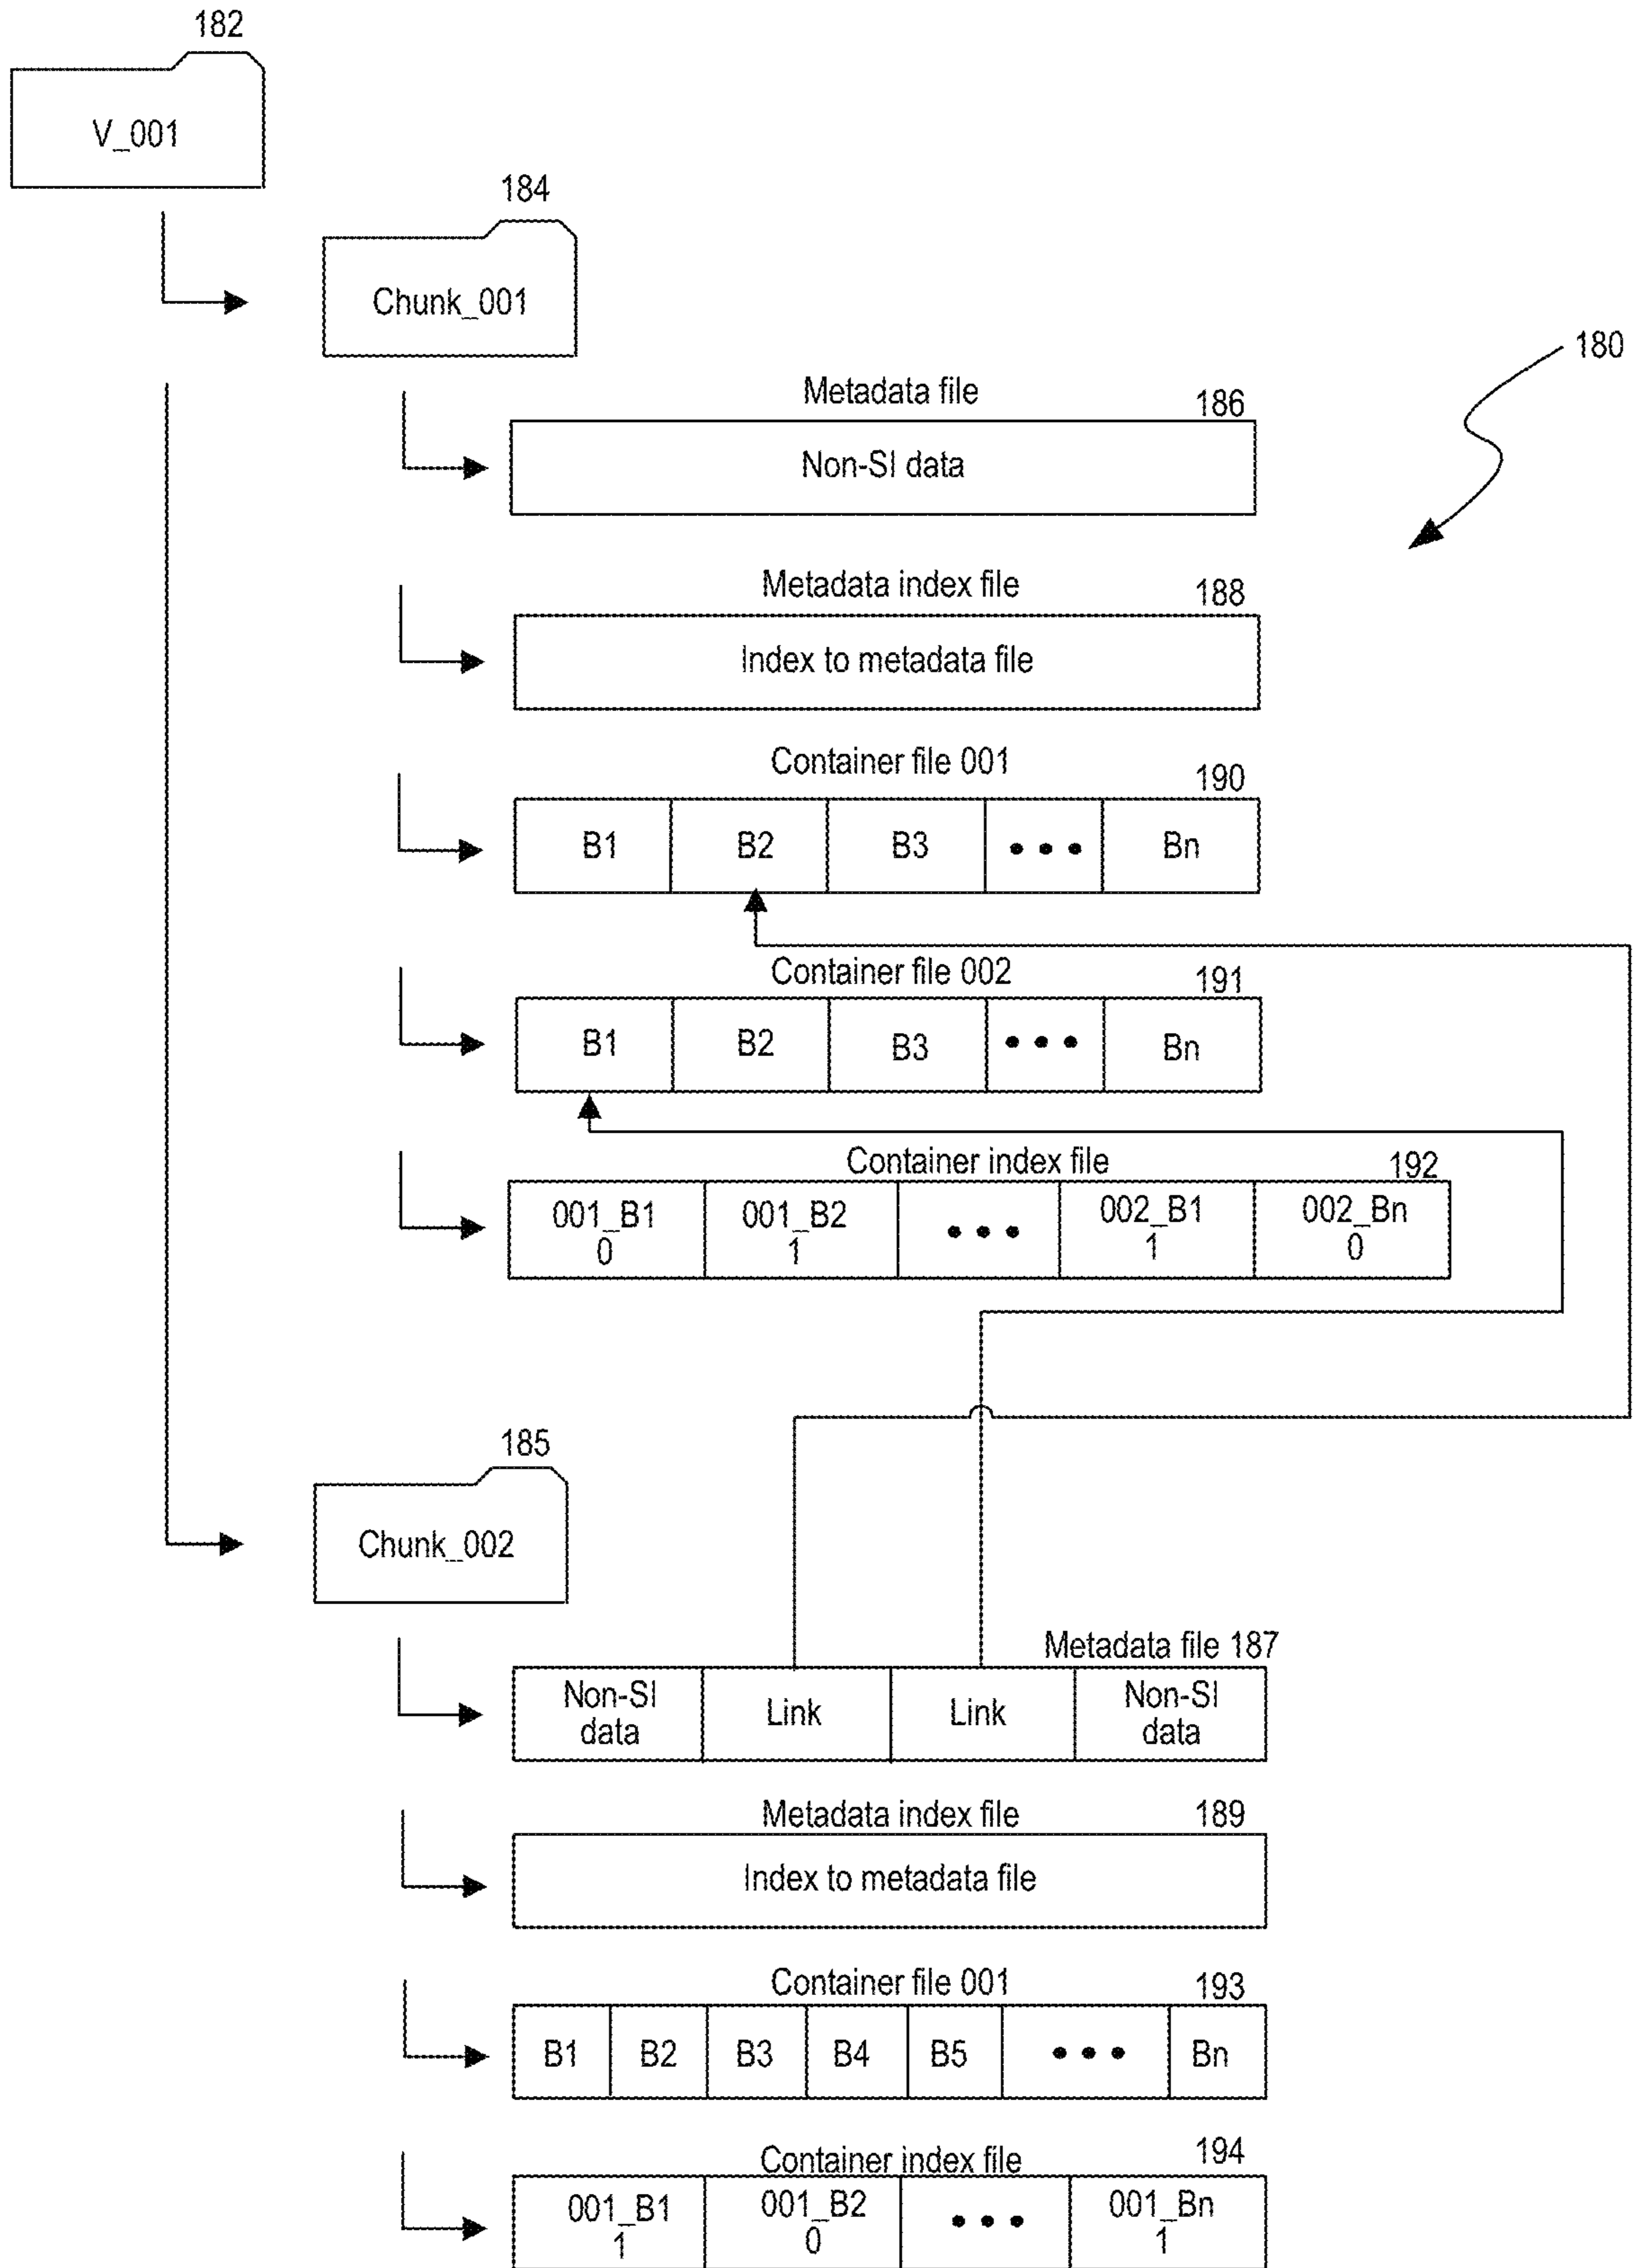 182
V_001
184
Chunk_001
180
Metadata file
186
Non-SI data
Metadata index file
188
Index to metadata file
Container file 001
190
B1 B2 B3 ••• Bn
Container file 002
191
B1 B2 B3 ••• Bn
Container index file
192
001_B1 001_B2 ••• 002_B1 002_Bn
0 1 1 0
185
Chunk_002
Metadata file 187
Non-SI Link Link Non-SI
data data
Metadata index file
189
Index to metadata file
Container file 001
193
B1 B2 B3 B4 B5 ••• Bn
Container index file
194
001_B1 001_B2 ••• 001_Bn
1 0 1